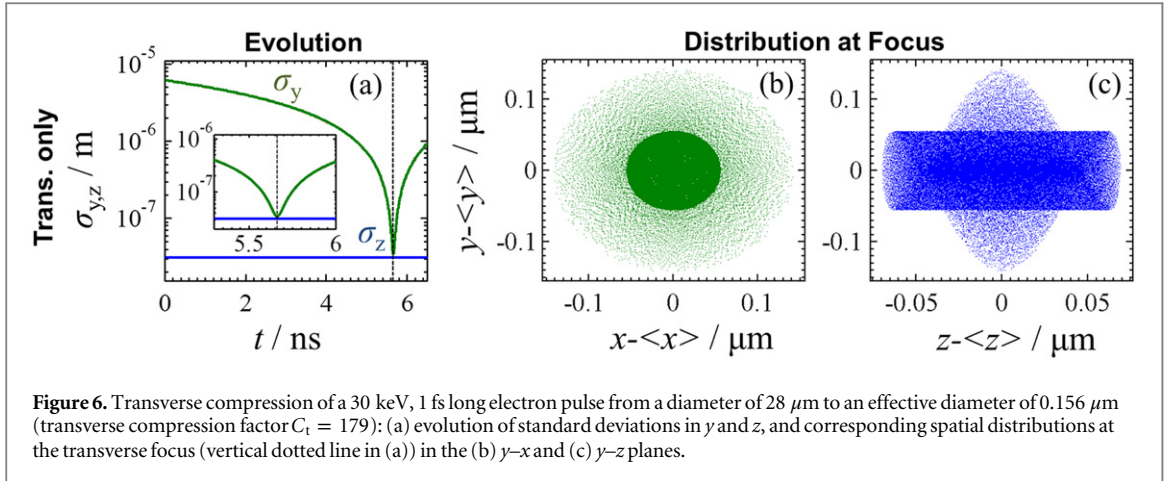 Evolution
Distribution at Focus
Trans. only
σy,z / m
10⁻⁵
10⁻⁶
10⁻⁷
σy
(a)
10⁻⁶
10⁻⁷
5.5 6
σz
0 2 4 6
t / ns
y-<y> / μm
0.1
0
-0.1
(b)
-0.1 0 0.1
x-<x> / μm
0.1
0
-0.1
(c)
-0.05 0 0.05
z-<z> / μm
Figure 6. Transverse compression of a 30 keV, 1 fs long electron pulse from a diameter of 28 μm to an effective diameter of 0.156 μm
(transverse compression factor Ct = 179): (a) evolution of standard deviations in y and z, and corresponding spatial distributions at
the transverse focus (vertical dotted line in (a)) in the (b) y–x and (c) y–z planes.